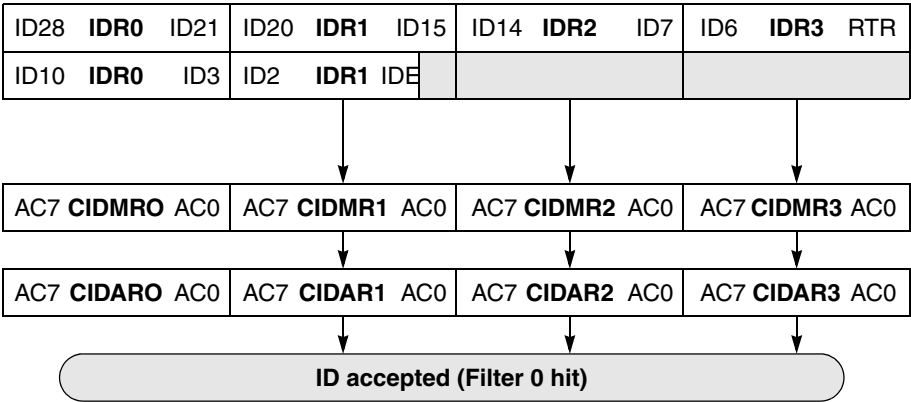 ID28 IDR0 ID21 ID20 IDR1 ID15 ID14 IDR2 ID7 ID6 IDR3 RTR
ID10 IDR0 ID3 ID2 IDR1 IDE
AC7 CIDMRO AC0 AC7 CIDMR1 AC0 AC7 CIDMR2 AC0 AC7 CIDMR3 AC0
AC7 CIDARO AC0 AC7 CIDAR1 AC0 AC7 CIDAR2 AC0 AC7 CIDAR3 AC0
ID accepted (Filter 0 hit)